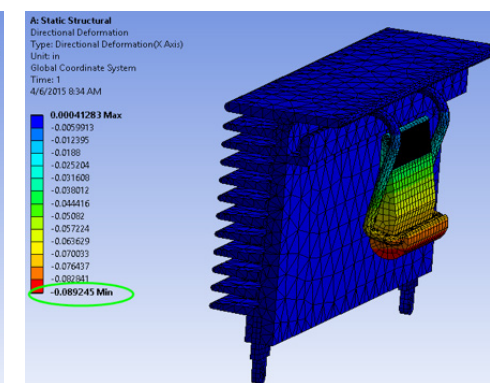 A: Static Structural
Directional Deformation
Type: Directional Deformation(X Axis)
Unit: in
Global Coordinate System
Time: 1
4/6/2015 8:34 AM
0.00041283 Max
-0.0059913
-0.012395
-0.0188
-0.025204
-0.031608
-0.038012
-0.044416
-0.05082
-0.057224
-0.063629
-0.070033
-0.076437
-0.082841
-0.089245 Min